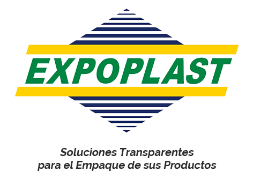 EXPOPLAST
Soluciones Transparentes
para el Empaque de sus Productos